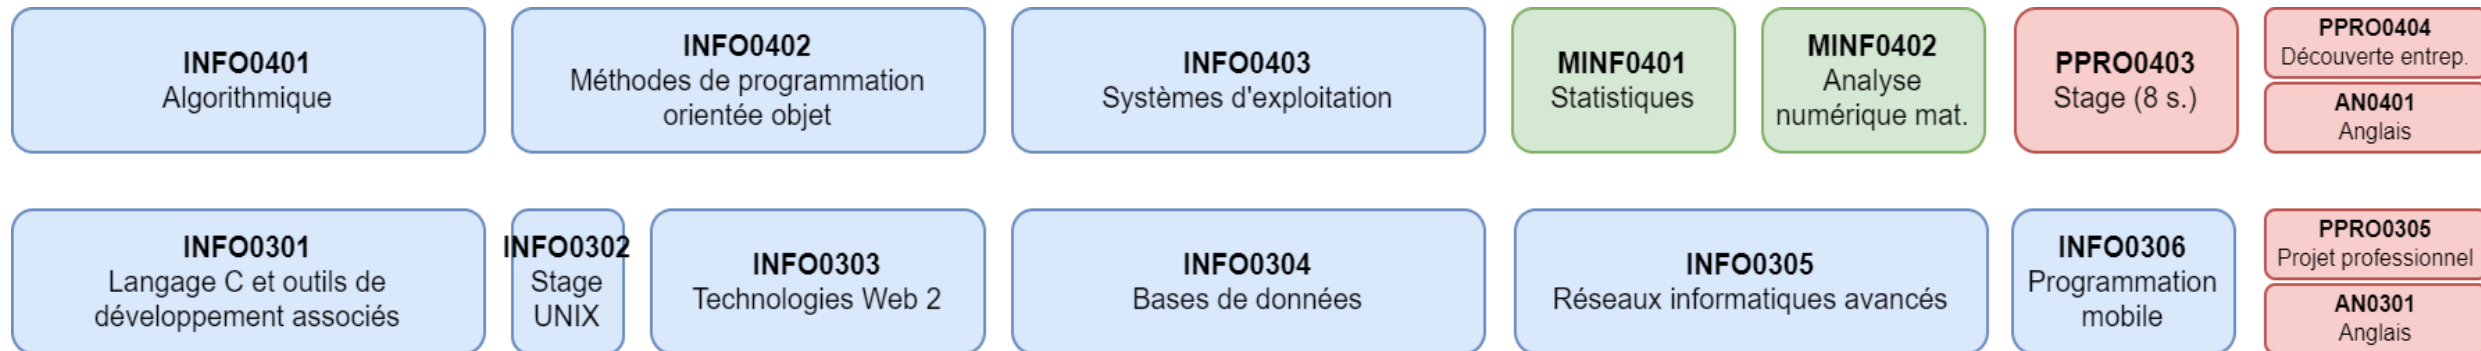 INFO0401
Algorithmique
INFO0402
Méthodes de programmation
orientée objet
INFO0403
Systèmes d'exploitation
MINF0401
Statistiques
MINF0402
Analyse
numérique mat.
PPRO0403
Stage (8 s.)
PPRO0404
Découverte entrep.
AN0401
Anglais
INFO0301
Langage C et outils de
développement associés
INFO0302
Stage
UNIX
INFO0303
Technologies Web 2
INFO0304
Bases de données
INFO0305
Réseaux informatiques avancés
INFO0306
Programmation
mobile
PPRO0305
Projet professionnel
AN0301
Anglais